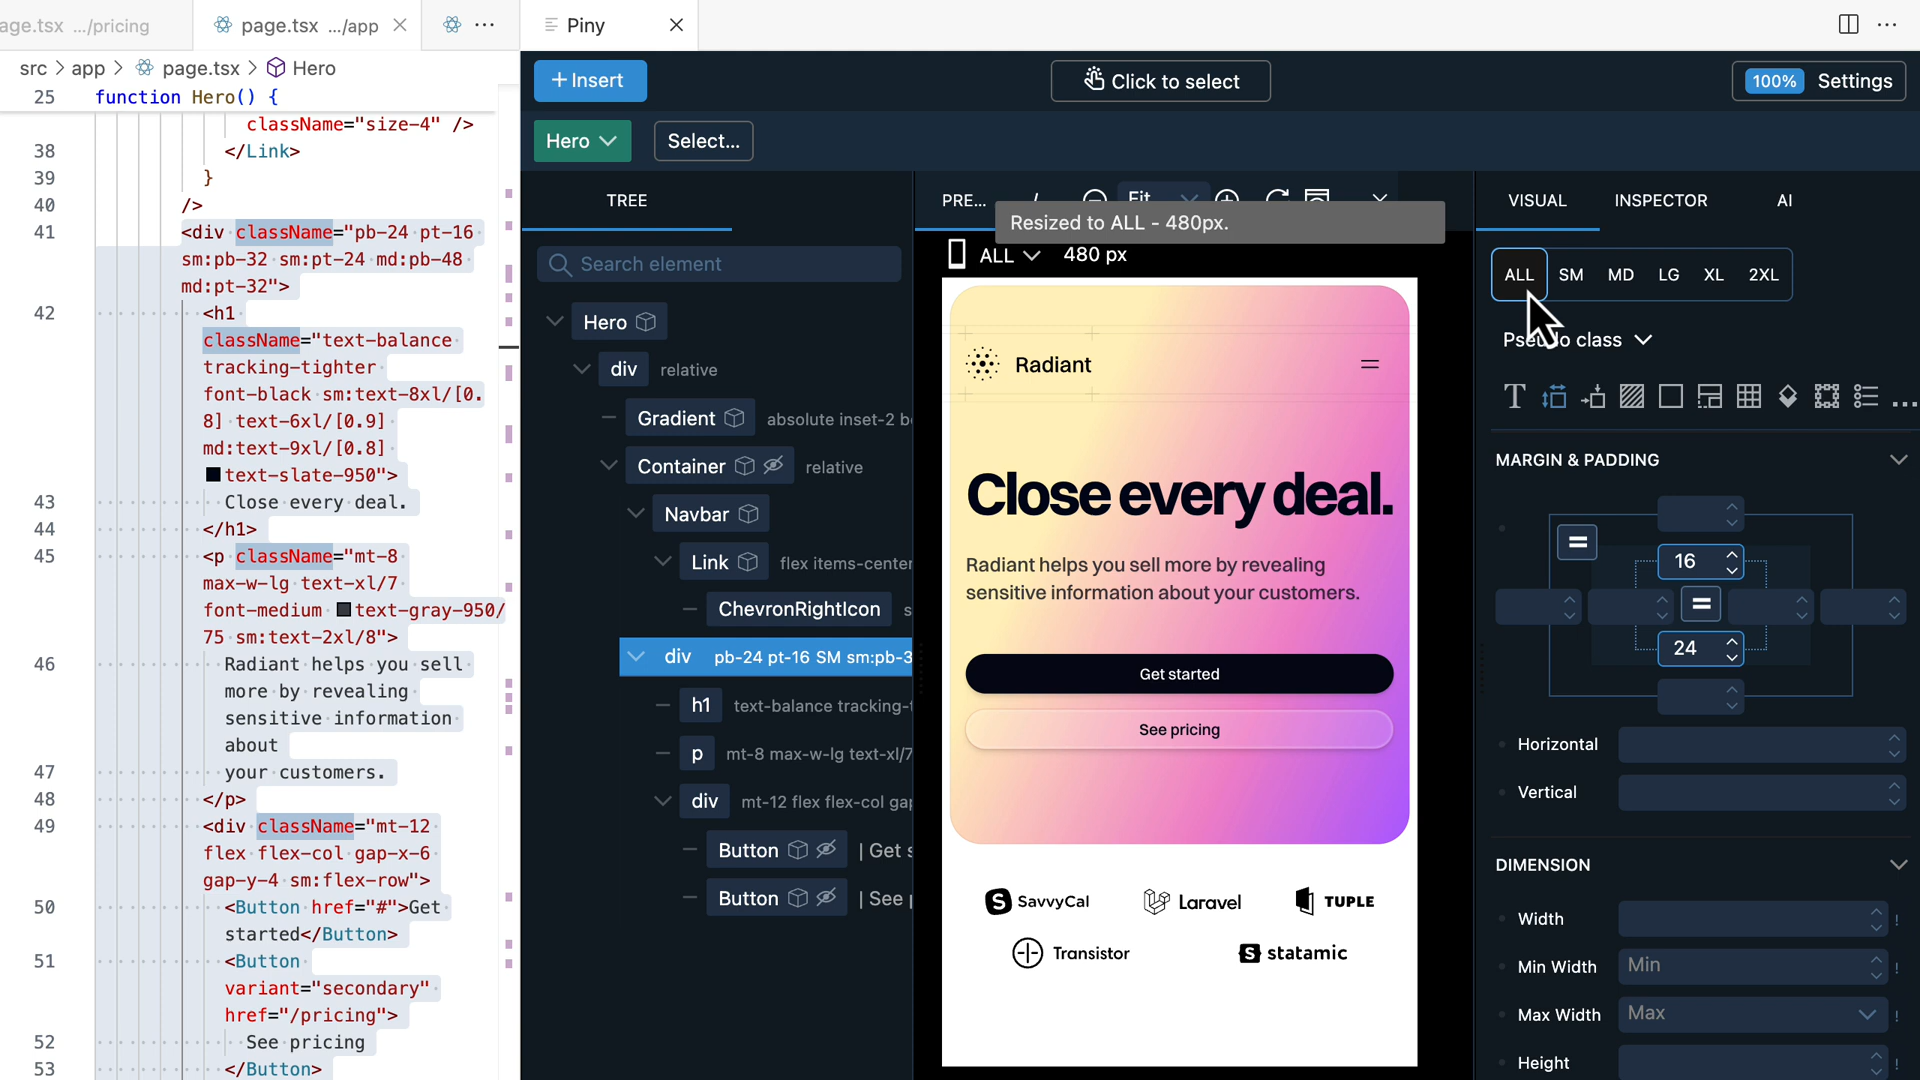 age.tsx .../pricing
page.tsx .../app
Piny
src > app > page.tsx > Hero
25 function Hero() {
className="size-4" />
38 </Link>
39 }
40 />
41 <div className="pb-24 pt-16
sm:pb-32 sm:pt-24 md:pb-48
md:pt-32">
42 <h1
className="text-balance
tracking-tighter
font-black sm:text-8xl/[0.
8] text-6xl/[0.9]
md:text-9xl/[0.8]
text-slate-950">
43 Close every deal.
44 </h1>
45 <p className="mt-8
max-w-lg text-xl/7
font-medium text-gray-950/
75 sm:text-2xl/8">
46 Radiant helps you sell
more by revealing
sensitive information
about
47 your customers.
48 </p>
49 <div className="mt-12
flex flex-col gap-x-6
gap-y-4 sm:flex-row">
50 <Button href="#">Get
started</Button>
51 <Button
variant="secondary"
href="/pricing">
52 See pricing
53 </Button>
+ Insert
Click to select
100% Settings
Hero
Select...
TREE
Search element
Hero
div relative
Gradient absolute inset-2 b
Container relative
Navbar
Link flex items-center
ChevronRightIcon s
div pb-24 pt-16 SM sm:pb-3
h1 text-balance tracking-t
p mt-8 max-w-lg text-xl/7
div mt-12 flex flex-col ga
Button | Get s
Button | See p
PRE...
Fit
Resized to ALL - 480px.
ALL 480 px
Radiant
Close every deal.
Radiant helps you sell more by revealing
sensitive information about your customers.
Get started
See pricing
SavvyCal Laravel TUPLE
Transistor statamic
VISUAL INSPECTOR AI
ALL SM MD LG XL 2XL
Pseudo class
MARGIN & PADDING
16
24
Horizontal
Vertical
DIMENSION
Width !
Min Width Min !
Max Width Max !
Height !